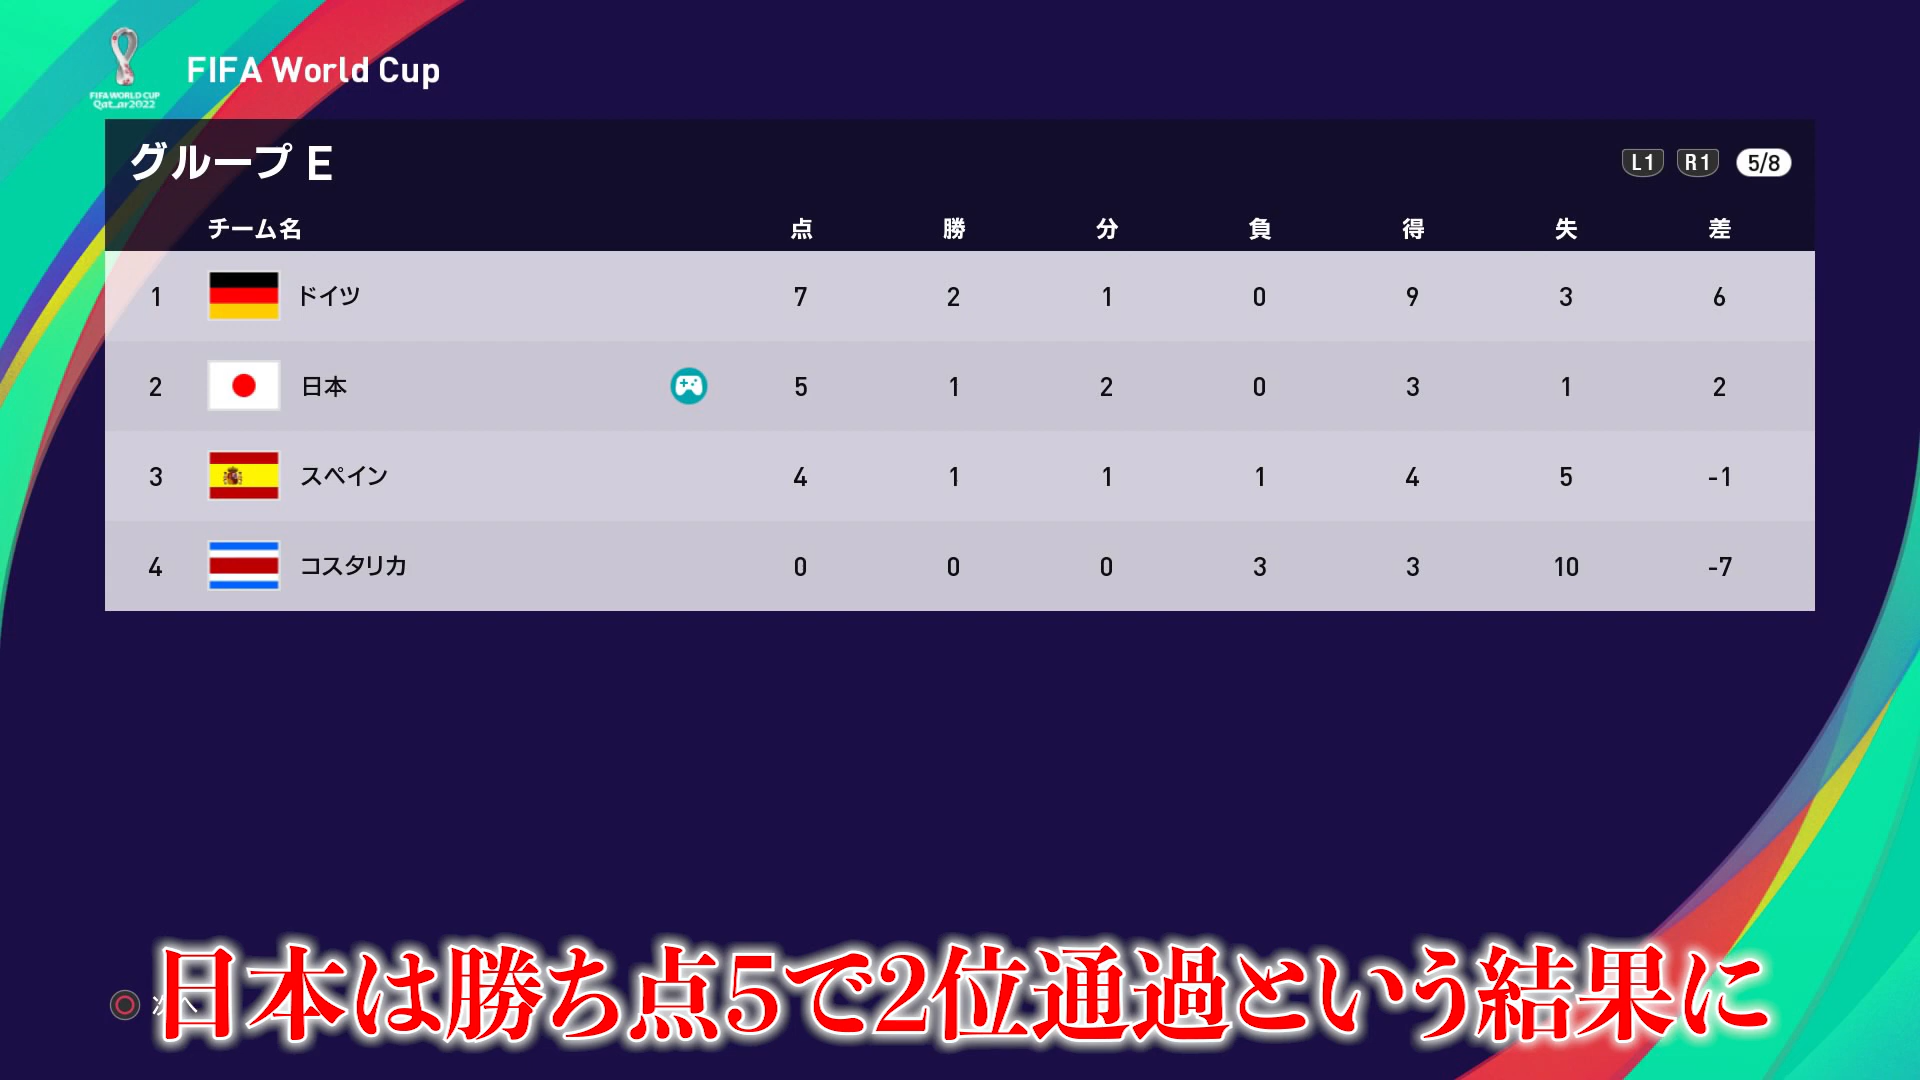 FIFA WORLD CUP
Qatar2022
FIFA World Cup
グループ E
L1 R1 5/8
チーム名 点 勝 分 負 得 失 差
1 ドイツ 7 2 1 0 9 3 6
2 日本 5 1 2 0 3 1 2
3 スペイン 4 1 1 1 4 5 -1
4 コスタリカ 0 0 0 3 3 10 -7
日本は勝ち点5で2位通過という結果に